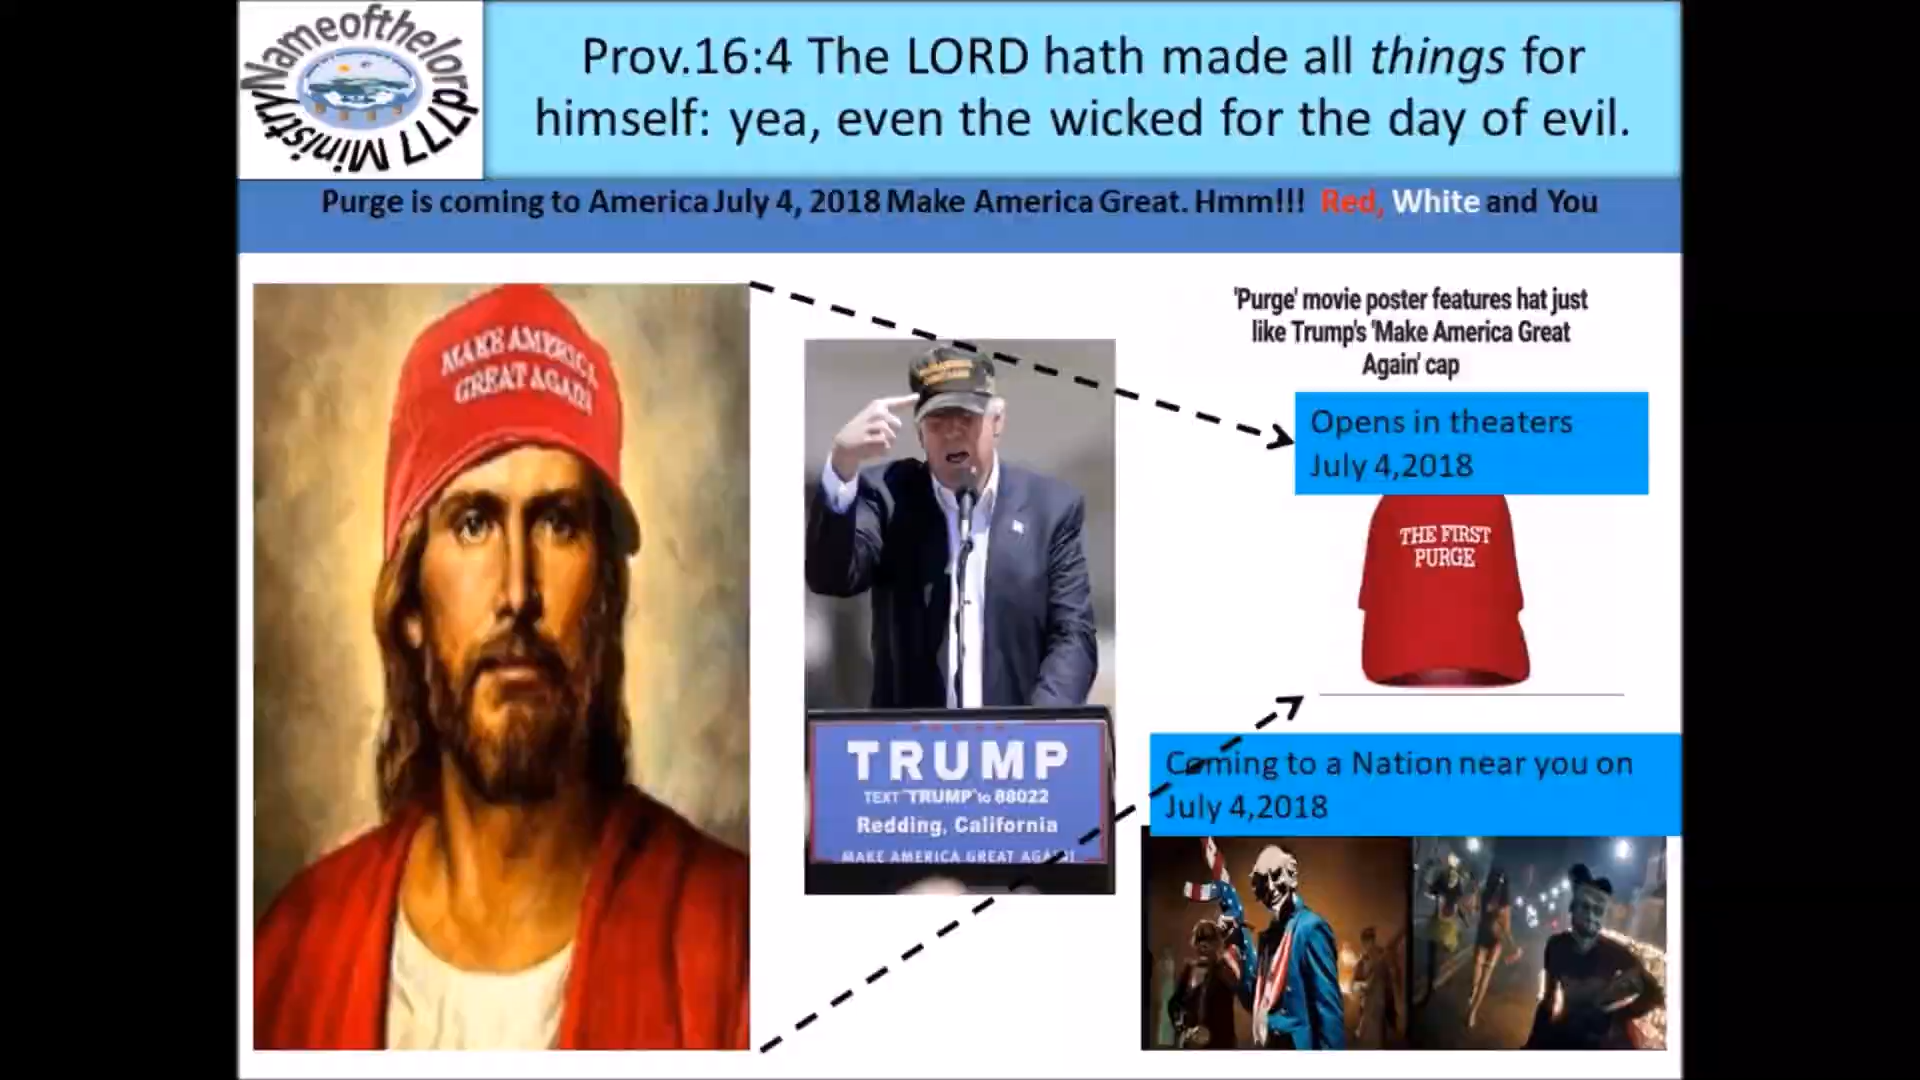 Nameofthelord777 Ministry
Prov.16:4 The LORD hath made all things for
himself: yea, even the wicked for the day of evil.
Purge is coming to America July 4, 2018 Make America Great. Hmm!!! Red, White and You
MAKE AMERICA
GREAT AGAIN
TRUMP
TEXT "TRUMP" to 88022
Redding, California
MAKE AMERICA GREAT AGAIN!
'Purge' movie poster features hat just
like Trump's 'Make America Great
Again' cap
Opens in theaters
July 4,2018
THE FIRST
PURGE
Coming to a Nation near you on
July 4,2018